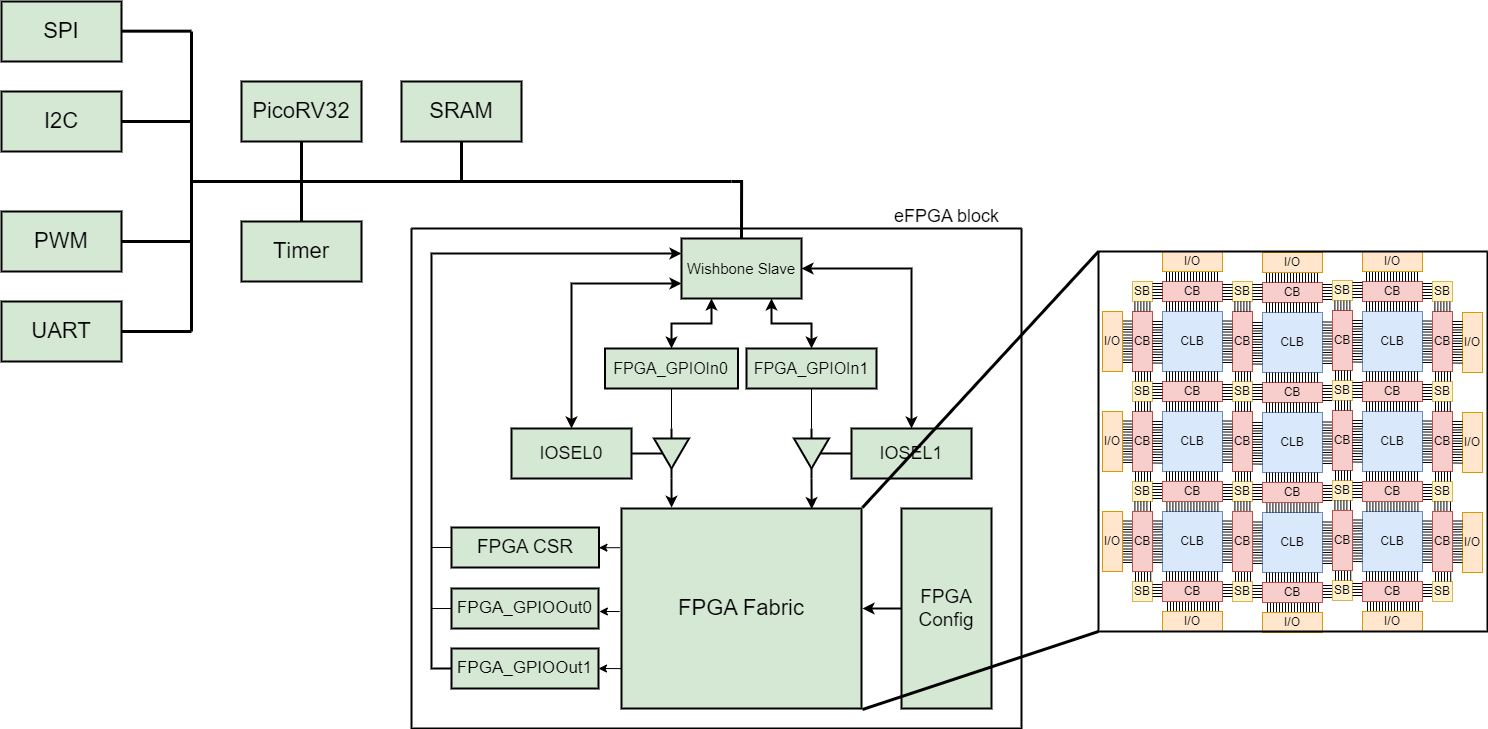 SPI
I2C
PWM
UART
PicoRV32
SRAM
Timer
eFPGA block
Wishbone Slave
FPGA_GPIOIn0
FPGA_GPIOIn1
IOSEL0
IOSEL1
FPGA CSR
FPGA_GPIOOut0
FPGA_GPIOOut1
FPGA Fabric
FPGA
Config
I/O I/O I/O
SB CB SB CB SB CB SB
I/O CB CLB CB CLB CB CLB CB I/O
SB CB SB CB SB CB SB
I/O CB CLB CB CLB CB CLB CB I/O
SB CB SB CB SB CB SB
I/O CB CLB CB CLB CB CLB CB I/O
SB CB SB CB SB CB SB
I/O I/O I/O